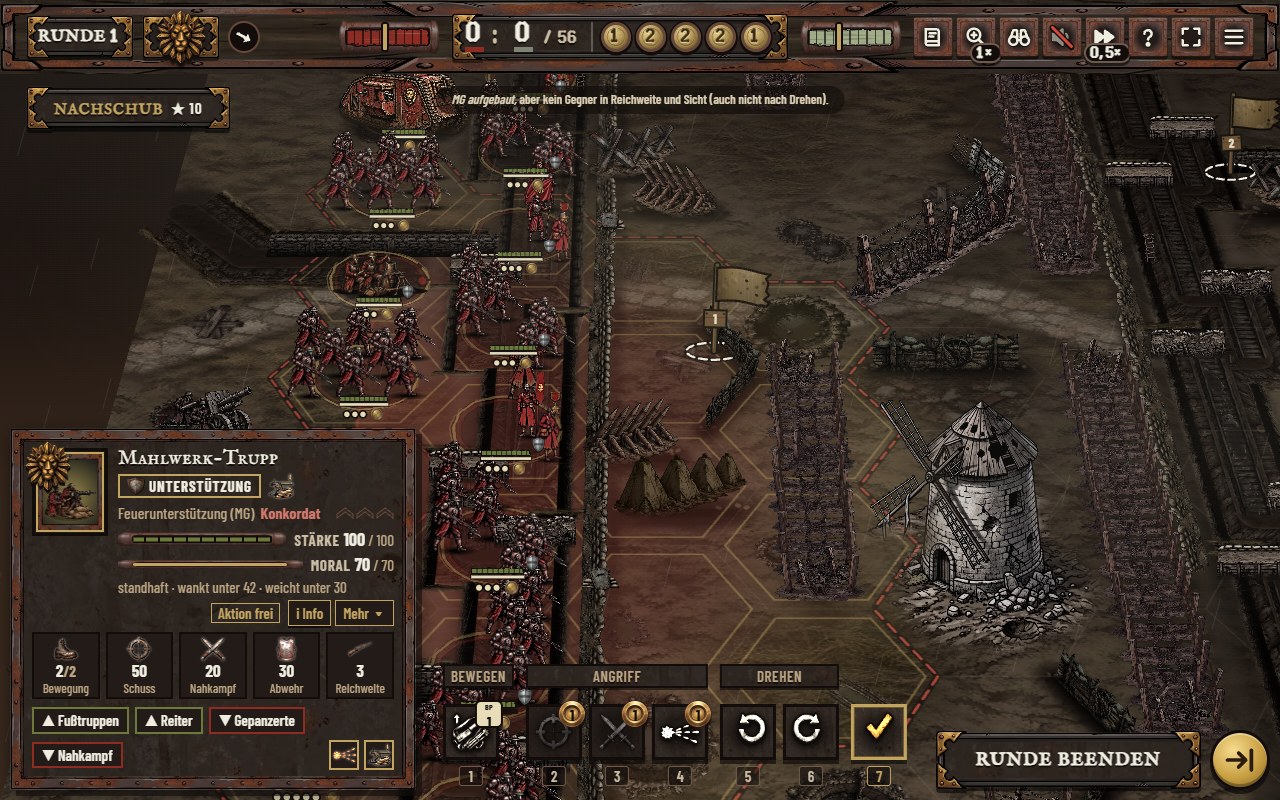 RUNDE 1
0 : 0 / 56
1 2 2 2 1
1×
0,5×
?
NACHSCHUB ★ 10
MG aufgebaut, aber kein Gegner in Reichweite und Sicht (auch nicht nach Drehen).
2
1
Mahlwerk-Trupp
UNTERSTÜTZUNG
Feuerunterstützung (MG) Konkordat
STÄRKE 100 / 100
MORAL 70 / 70
standhaft · wankt unter 42 · weicht unter 30
Aktion frei
i Info
Mehr ▾
2/2
Bewegung
50
Schuss
20
Nahkampf
30
Abwehr
3
Reichweite
▲ Fußtruppen
▲ Reiter
▼ Gepanzerte
▼ Nahkampf
BEWEGEN
ANGRIFF
DREHEN
BP
1
1
1
1
1
2
3
4
5
6
7
RUNDE BEENDEN